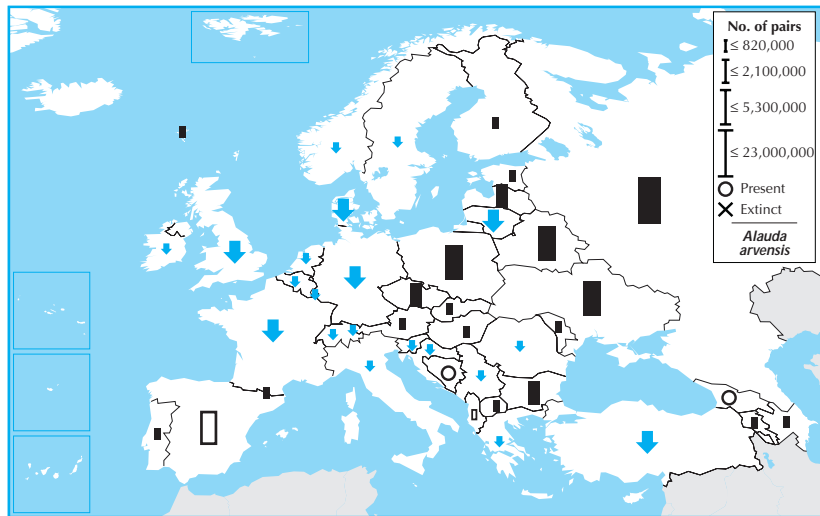 No. of pairs
≤ 820,000
≤ 2,100,000
≤ 5,300,000
≤ 23,000,000
Present
Extinct
Alauda
arvensis